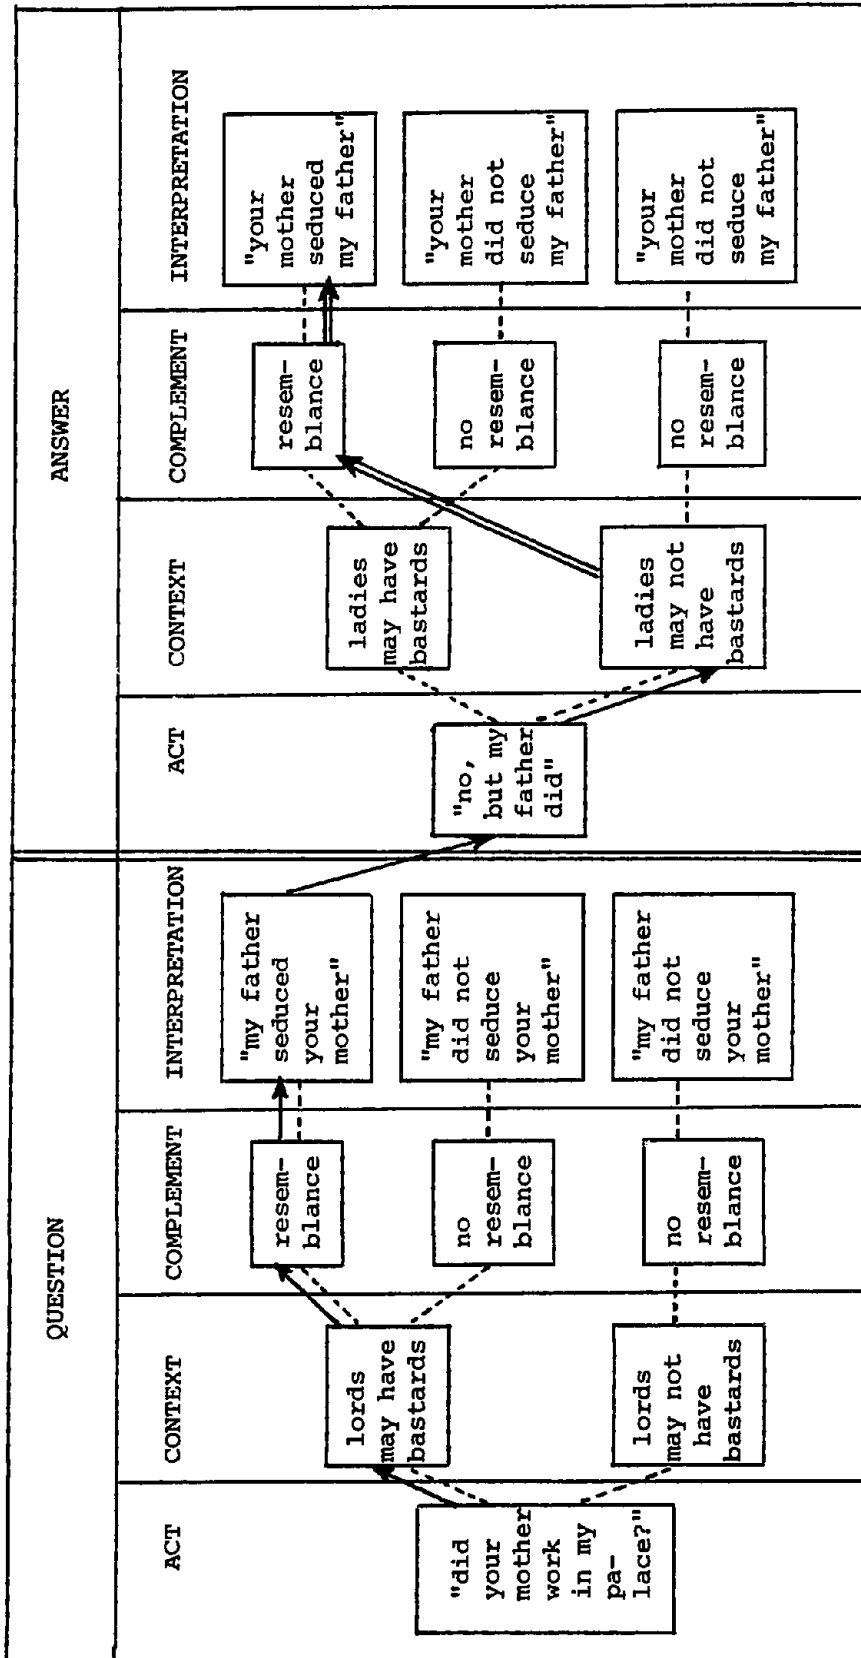 QUESTION
ANSWER
ACT
CONTEXT
COMPLEMENT
INTERPRETATION
ACT
CONTEXT
COMPLEMENT
INTERPRETATION
"did
your
mother
work
in my
pa-
lace?"
lords
may have
bastards
lords
may not
have
bastards
resem-
blance
no
resem-
blance
no
resem-
blance
"my father
seduced
your
mother"
"my father
did not
seduce
your
mother"
"my father
did not
seduce
your
mother"
"no,
but my
father
did"
ladies
may have
bastards
ladies
may not
have
bastards
resem-
blance
no
resem-
blance
no
resem-
blance
"your
mother
seduced
my father"
"your
mother
did not
seduce
my father"
"your
mother
did not
seduce
my father"